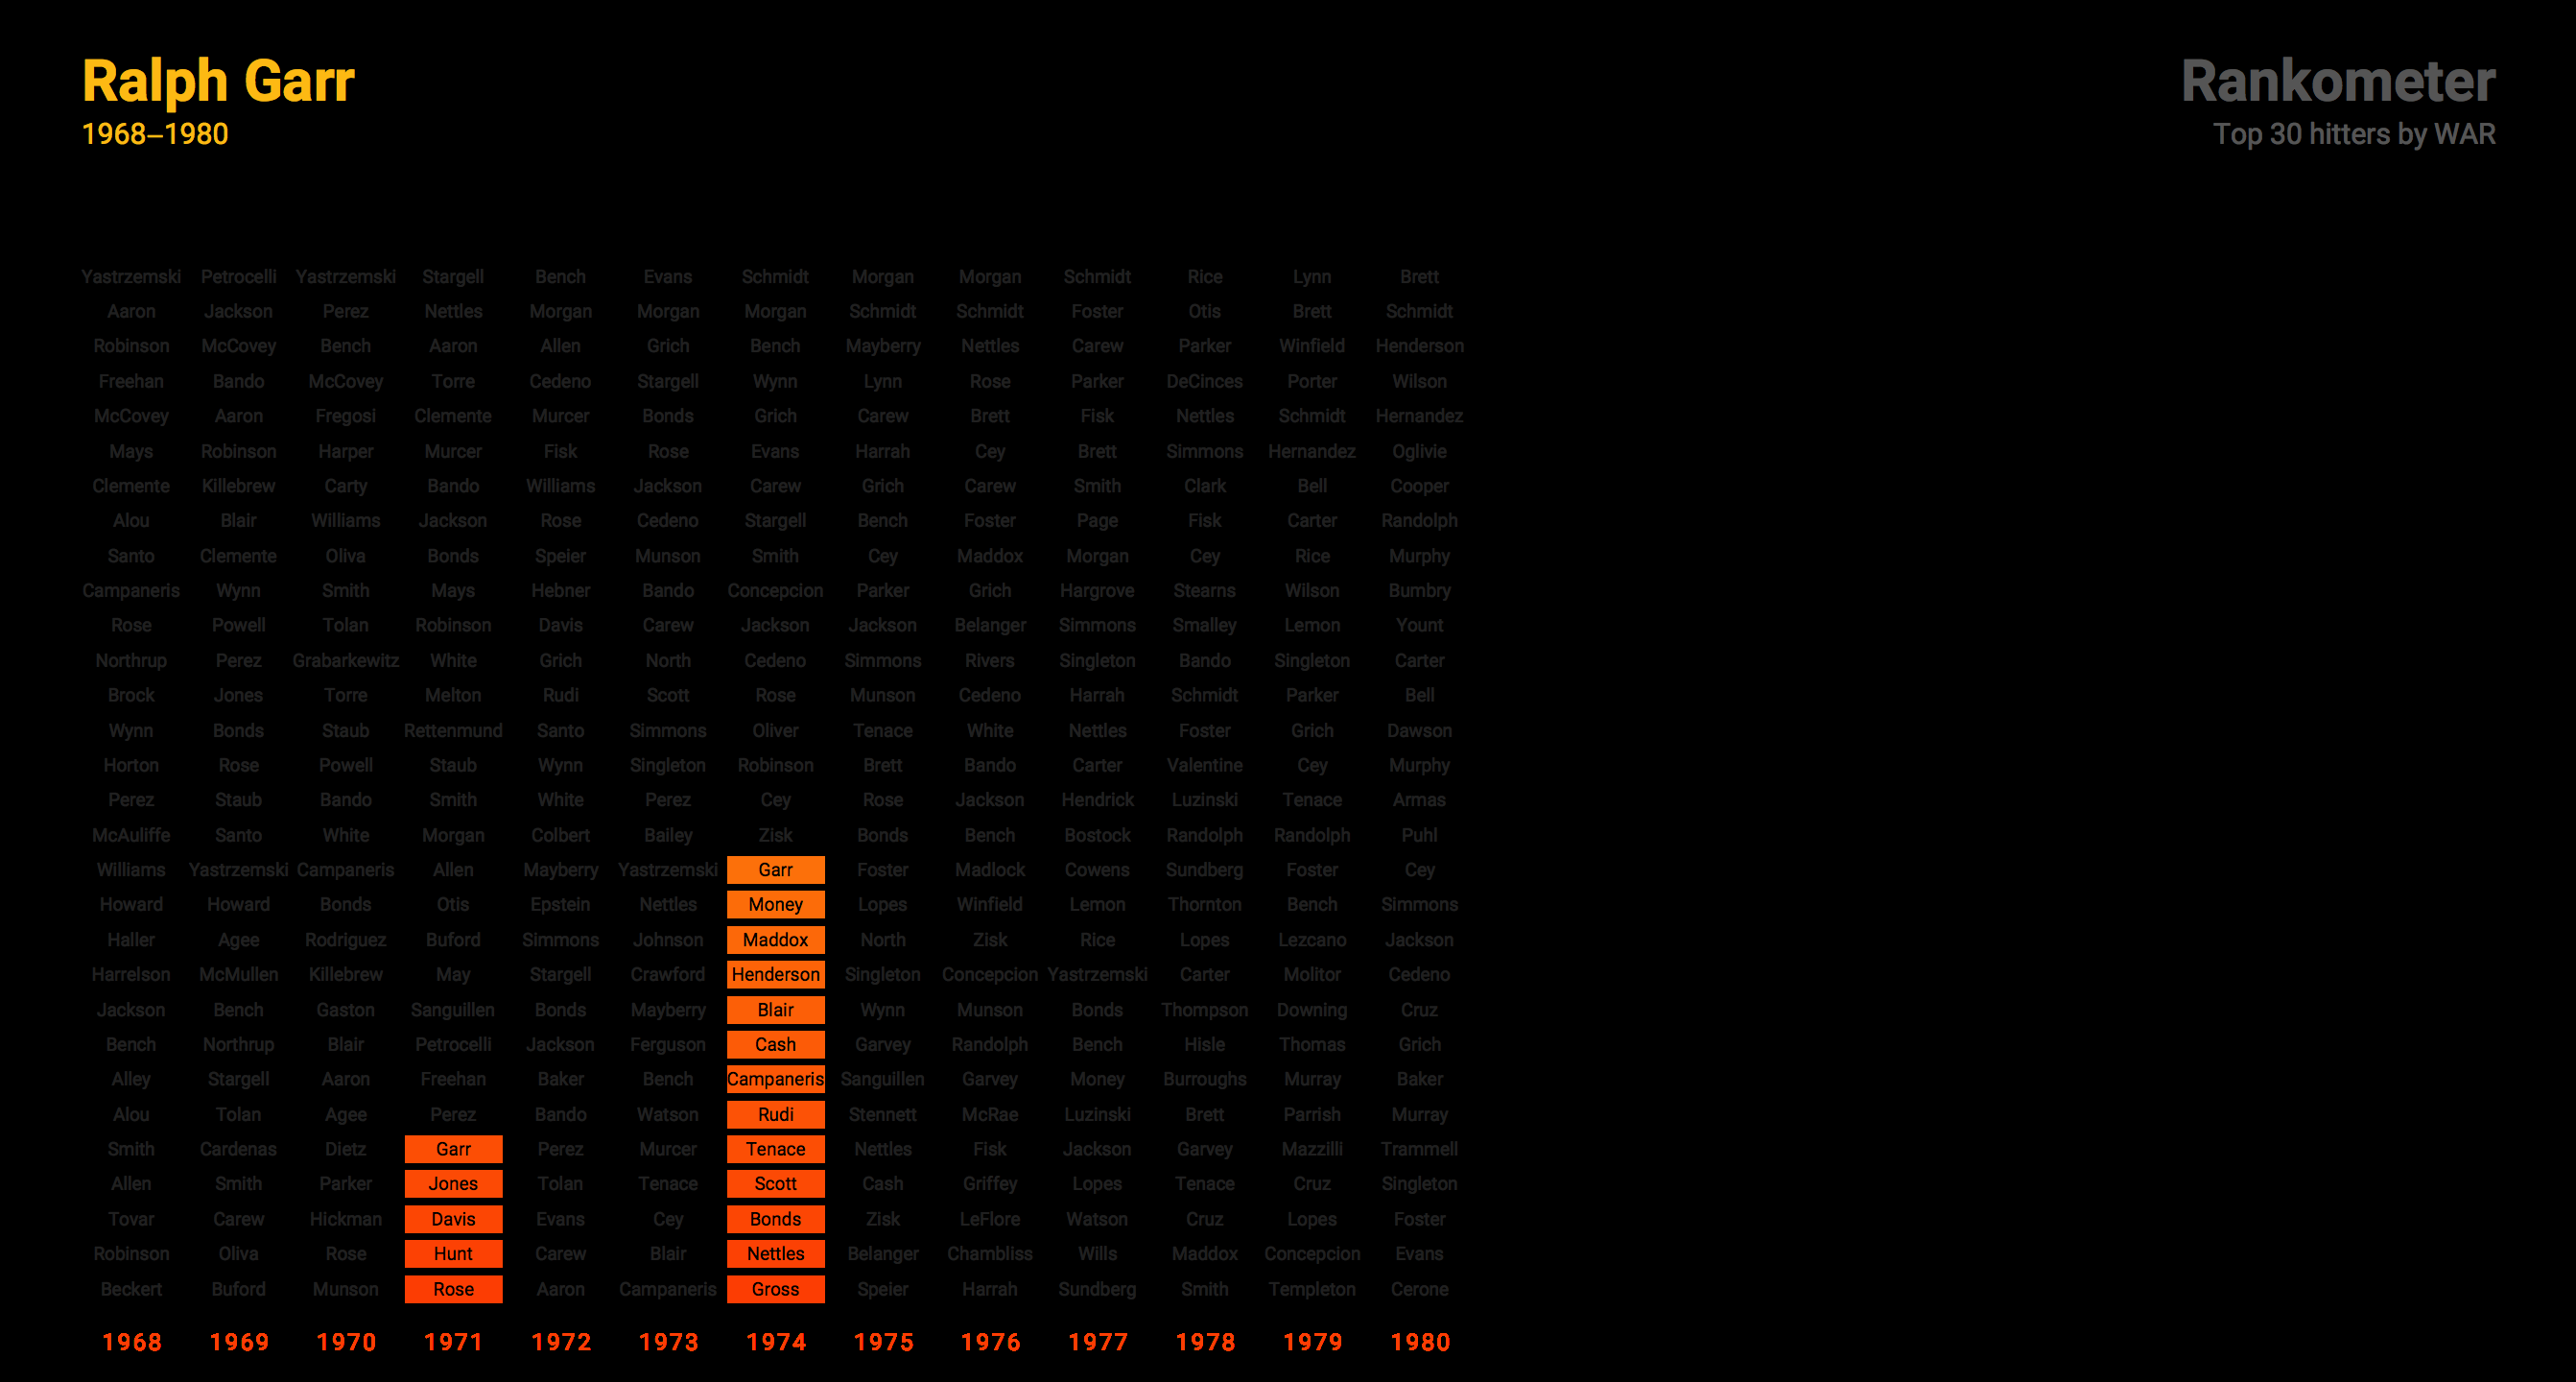 Ralph Garr
1968–1980
Rankometer
Top 30 hitters by WAR
Yastrzemski Petrocelli Yastrzemski Stargell Bench Evans Schmidt Morgan Morgan Schmidt Rice Lynn Brett
Aaron Jackson Perez Nettles Morgan Morgan Morgan Schmidt Schmidt Foster Otis Brett Schmidt
Robinson McCovey Bench Aaron Allen Grich Bench Mayberry Nettles Carew Parker Winfield Henderson
Freehan Bando McCovey Torre Cedeno Stargell Wynn Lynn Rose Parker DeCinces Porter Wilson
McCovey Aaron Fregosi Clemente Murcer Bonds Grich Carew Brett Fisk Nettles Schmidt Hernandez
Mays Robinson Harper Murcer Fisk Rose Evans Harrah Cey Brett Simmons Hernandez Oglivie
Clemente Killebrew Carty Bando Williams Jackson Carew Grich Carew Smith Clark Bell Cooper
Alou Blair Williams Jackson Rose Cedeno Stargell Bench Foster Page Fisk Carter Randolph
Santo Clemente Oliva Bonds Speier Munson Smith Cey Maddox Morgan Cey Rice Murphy
Campaneris Wynn Smith Mays Hebner Bando Concepcion Parker Grich Hargrove Stearns Wilson Bumbry
Rose Powell Tolan Robinson Davis Carew Jackson Jackson Belanger Simmons Smalley Lemon Yount
Northrup Perez Grabarkewitz White Grich North Cedeno Simmons Rivers Singleton Bando Singleton Carter
Brock Jones Torre Melton Rudi Scott Rose Munson Cedeno Harrah Schmidt Parker Bell
Wynn Bonds Staub Rettenmund Santo Simmons Oliver Tenace White Nettles Foster Grich Dawson
Horton Rose Powell Staub Wynn Singleton Robinson Brett Bando Carter Valentine Cey Murphy
Perez Staub Bando Smith White Perez Cey Rose Jackson Hendrick Luzinski Tenace Armas
McAuliffe Santo White Morgan Colbert Bailey Zisk Bonds Bench Bostock Randolph Randolph Puhl
Williams Yastrzemski Campaneris Allen Mayberry Yastrzemski Garr Foster Madlock Cowens Sundberg Foster Cey
Howard Howard Bonds Otis Epstein Nettles Money Lopes Winfield Lemon Thornton Bench Simmons
Haller Agee Rodriguez Buford Simmons Johnson Maddox North Zisk Rice Lopes Lezcano Jackson
Harrelson McMullen Killebrew May Stargell Crawford Henderson Singleton Concepcion Yastrzemski Carter Molitor Cedeno
Jackson Bench Gaston Sanguillen Bonds Mayberry Blair Wynn Munson Bonds Thompson Downing Cruz
Bench Northrup Blair Petrocelli Jackson Ferguson Cash Garvey Randolph Bench Hisle Thomas Grich
Alley Stargell Aaron Freehan Baker Bench Campaneris Sanguillen Garvey Money Burroughs Murray Baker
Alou Tolan Agee Perez Bando Watson Rudi Stennett McRae Luzinski Brett Parrish Murray
Smith Cardenas Dietz Garr Perez Murcer Tenace Nettles Fisk Jackson Garvey Mazzilli Trammell
Allen Smith Parker Jones Tolan Tenace Scott Cash Griffey Lopes Tenace Cruz Singleton
Tovar Carew Hickman Davis Evans Cey Bonds Zisk LeFlore Watson Cruz Lopes Foster
Robinson Oliva Rose Hunt Carew Blair Nettles Belanger Chambliss Wills Maddox Concepcion Evans
Beckert Buford Munson Rose Aaron Campaneris Gross Speier Harrah Sundberg Smith Templeton Cerone
1968 1969 1970 1971 1972 1973 1974 1975 1976 1977 1978 1979 1980